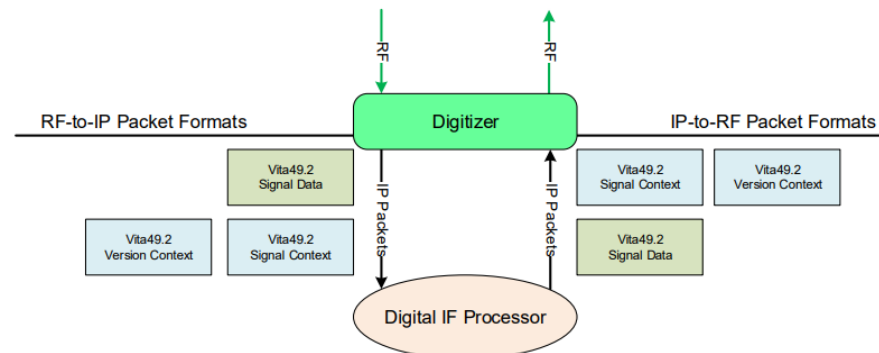 RF
RF
RF-to-IP Packet Formats
Digitizer
IP-to-RF Packet Formats
Vita49.2
Signal Data
IP Packets
IP Packets
Vita49.2
Signal Context
Vita49.2
Version Context
Vita49.2
Version Context
Vita49.2
Signal Context
Vita49.2
Signal Data
Digital IF Processor